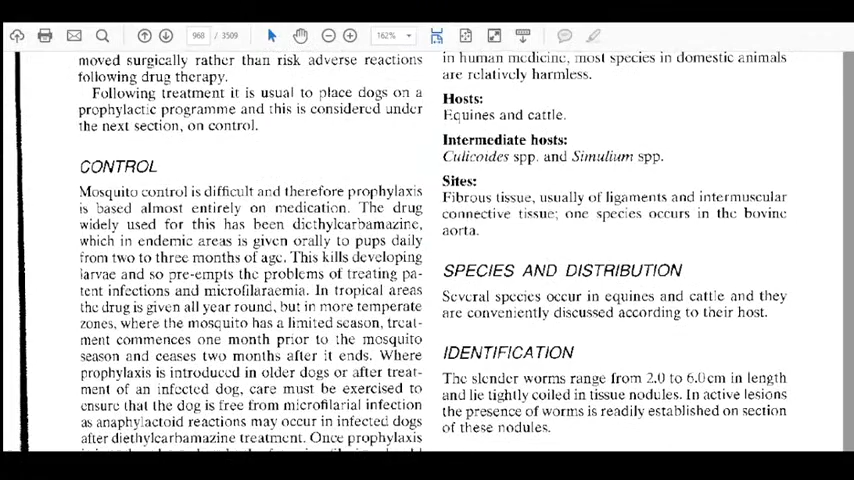 968 / 3509
162%
moved surgically rather than risk adverse reactions
following drug therapy.
Following treatment it is usual to place dogs on a
prophylactic programme and this is considered under
the next section, on control.
CONTROL
Mosquito control is difficult and therefore prophylaxis
is based almost entirely on medication. The drug
widely used for this has been diethylcarbamazine,
which in endemic areas is given orally to pups daily
from two to three months of age. This kills developing
larvae and so pre-empts the problems of treating pa-
tent infections and microfilaraemia. In tropical areas
the drug is given all year round, but in more temperate
zones, where the mosquito has a limited season, treat-
ment commences one month prior to the mosquito
season and ceases two months after it ends. Where
prophylaxis is introduced in older dogs or after treat-
ment of an infected dog, care must be exercised to
ensure that the dog is free from microfilarial infection
as anaphylactoid reactions may occur in infected dogs
after diethylcarbamazine treatment. Once prophylaxis
in human medicine, most species in domestic animals
are relatively harmless.
Hosts:
Equines and cattle.
Intermediate hosts:
Culicoides spp. and Simulium spp.
Sites:
Fibrous tissue, usually of ligaments and intermuscular
connective tissue; one species occurs in the bovine
aorta.
SPECIES AND DISTRIBUTION
Several species occur in equines and cattle and they
are conveniently discussed according to their host.
IDENTIFICATION
The slender worms range from 2.0 to 6.0cm in length
and lie tightly coiled in tissue nodules. In active lesions
the presence of worms is readily established on section
of these nodules.